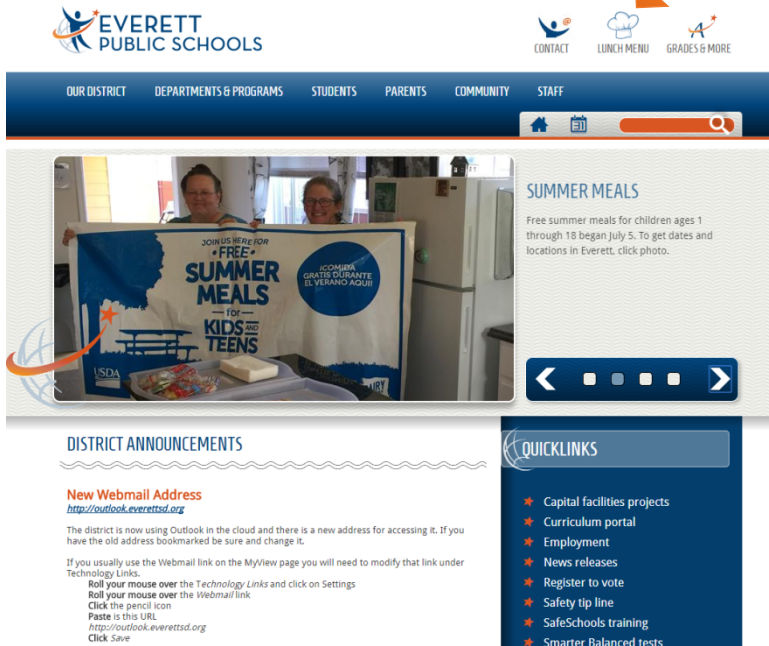 EVERETT
PUBLIC SCHOOLS
CONTACT
LUNCH MENU
GRADES & MORE
OUR DISTRICT
DEPARTMENTS & PROGRAMS
STUDENTS
PARENTS
COMMUNITY
STAFF
31
JOIN US HERE FOR
•FREE•
SUMMER
MEALS
for
KIDS AND
TEENS
¡COMIDA
GRATIS DURANTE
EL VERANO AQUÍ!
USDA
SUMMER MEALS
Free summer meals for children ages 1
through 18 began July 5. To get dates and
locations in Everett, click photo.
DISTRICT ANNOUNCEMENTS
New Webmail Address
http://outlook.everettsd.org
The district is now using Outlook in the cloud and there is a new address for accessing it. If you
have the old address bookmarked be sure and change it.
If you usually use the Webmail link on the MyView page you will need to modify that link under
Technology Links.
Roll your mouse over the Technology Links and click on Settings
Roll your mouse over the Webmail link
Click the pencil icon
Paste is this URL
http://outlook.everettsd.org
Click Save
QUICKLINKS
Capital facilities projects
Curriculum portal
Employment
News releases
Register to vote
Safety tip line
SafeSchools training
Smarter Balanced tests